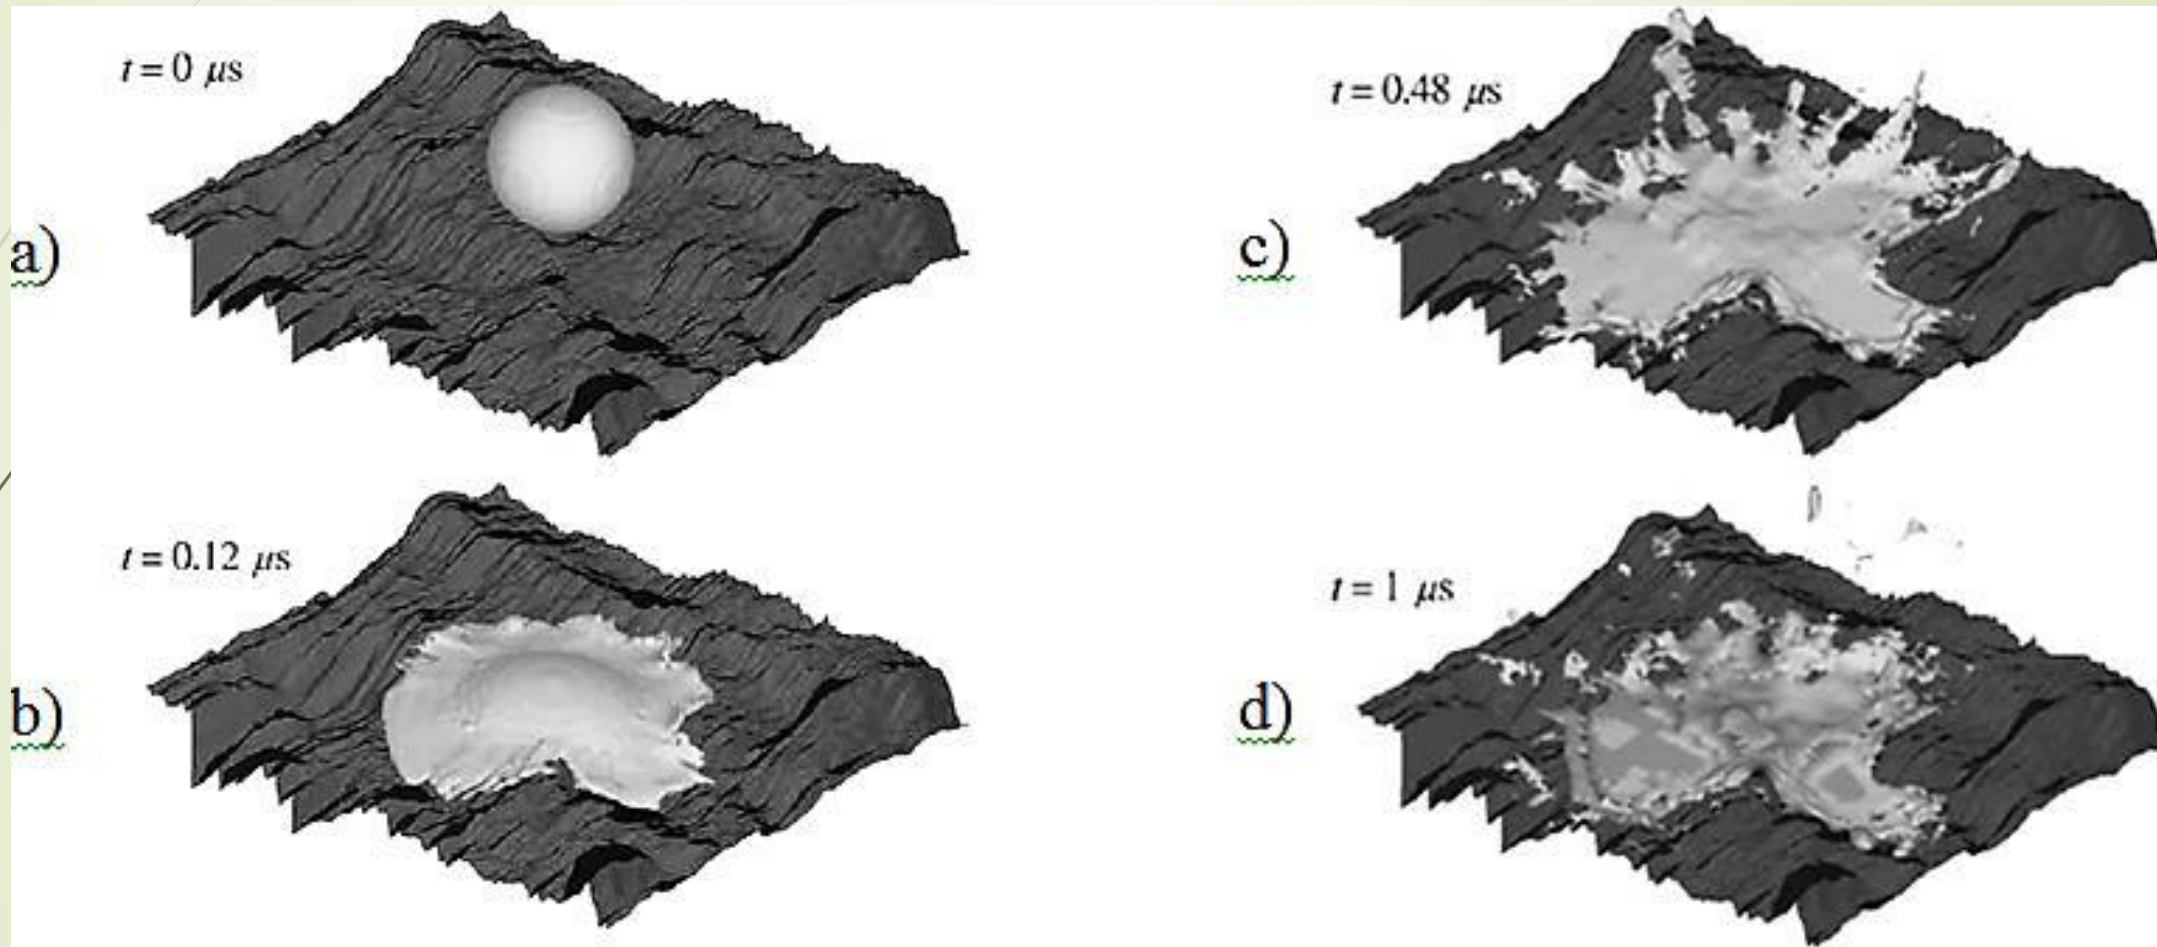 t = 0 μs
a)
t = 0.12 μs
b)
t = 0.48 μs
c)
t = 1 μs
d)